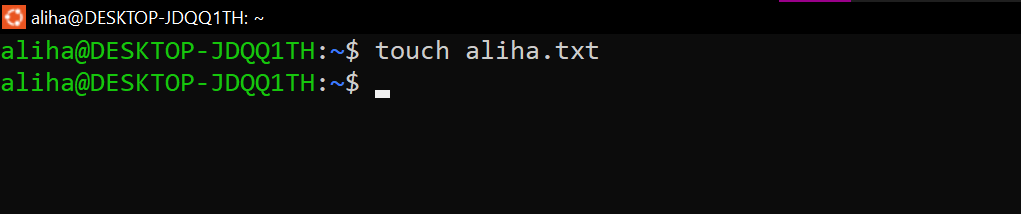 aliha@DESKTOP-JDQQ1TH: ~
aliha@DESKTOP-JDQQ1TH:~$ touch aliha.txt
aliha@DESKTOP-JDQQ1TH:~$